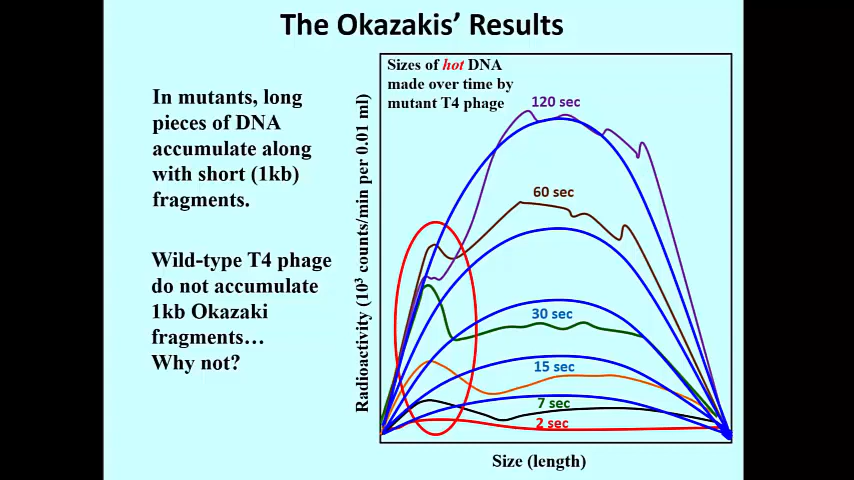 The Okazakis' Results
In mutants, long
pieces of DNA
accumulate along
with short (1kb)
fragments.
Wild-type T4 phage
do not accumulate
1kb Okazaki
fragments…
Why not?
Sizes of hot DNA
made over time by
mutant T4 phage
Radioactivity (10³ counts/min per 0.01 ml)
120 sec
60 sec
30 sec
15 sec
7 sec
2 sec
Size (length)